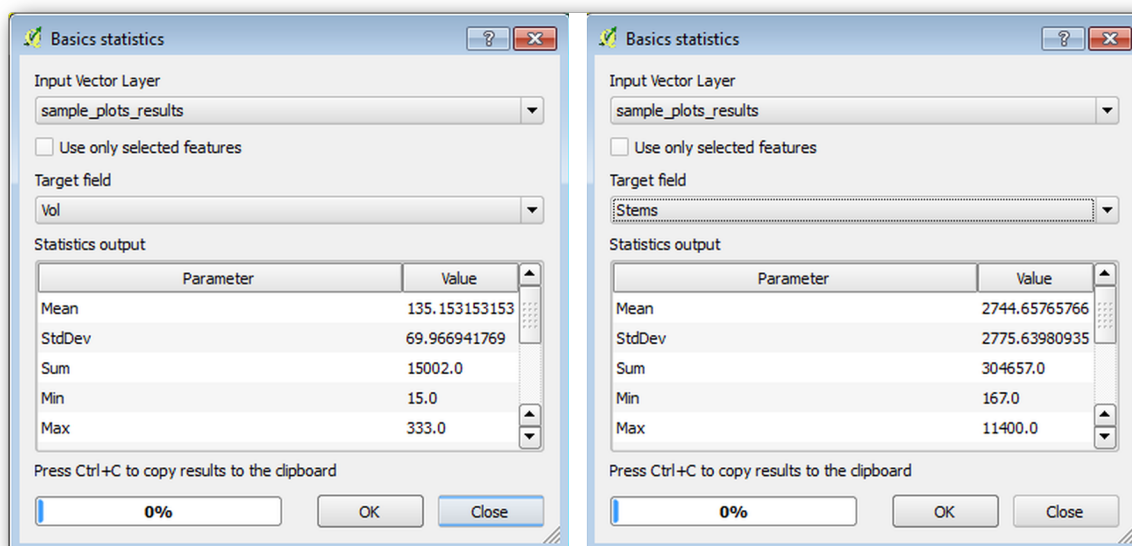 Basics statistics
?
Input Vector Layer
sample_plots_results
Use only selected features
Target field
Vol
Statistics output
Parameter Value
Mean 135.153153153
StdDev 69.966941769
Sum 15002.0
Min 15.0
Max 333.0
Press Ctrl+C to copy results to the clipboard
0% OK Close
Basics statistics
?
Input Vector Layer
sample_plots_results
Use only selected features
Target field
Stems
Statistics output
Parameter Value
Mean 2744.65765766
StdDev 2775.63980935
Sum 304657.0
Min 167.0
Max 11400.0
Press Ctrl+C to copy results to the clipboard
0% OK Close